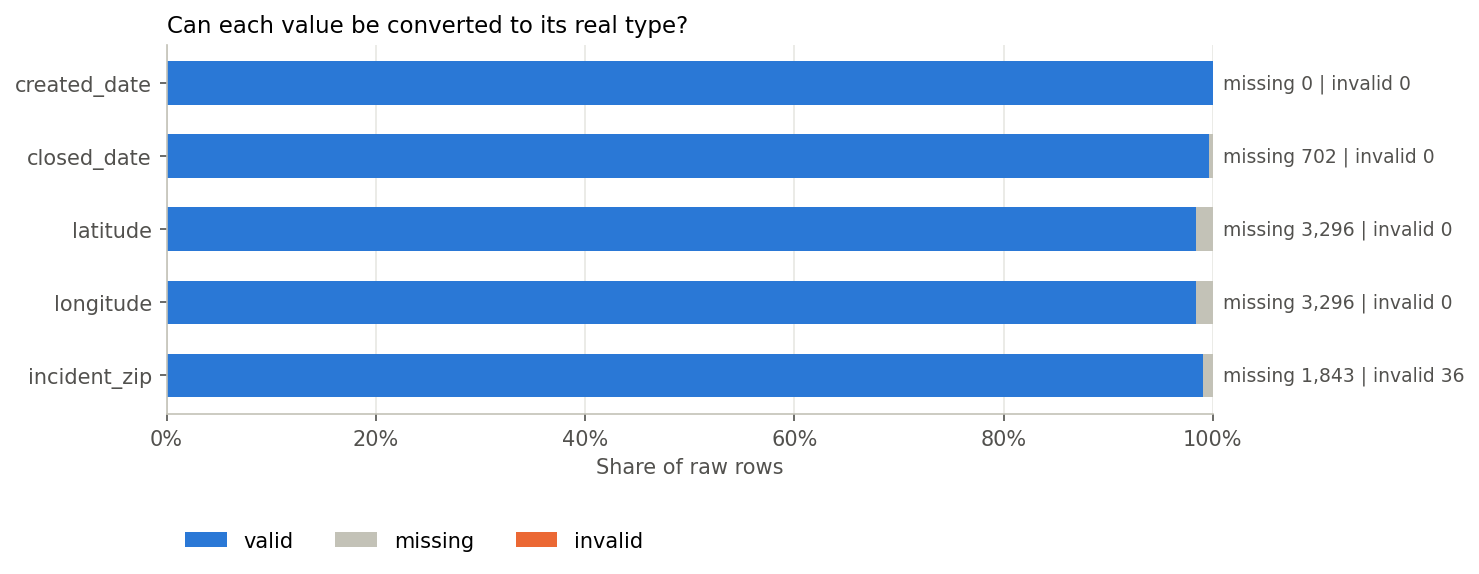 Can each value be converted to its real type?
created_date missing 0 | invalid 0
closed_date missing 702 | invalid 0
latitude missing 3,296 | invalid 0
longitude missing 3,296 | invalid 0
incident_zip missing 1,843 | invalid 36
0% 20% 40% 60% 80% 100%
Share of raw rows
valid missing invalid